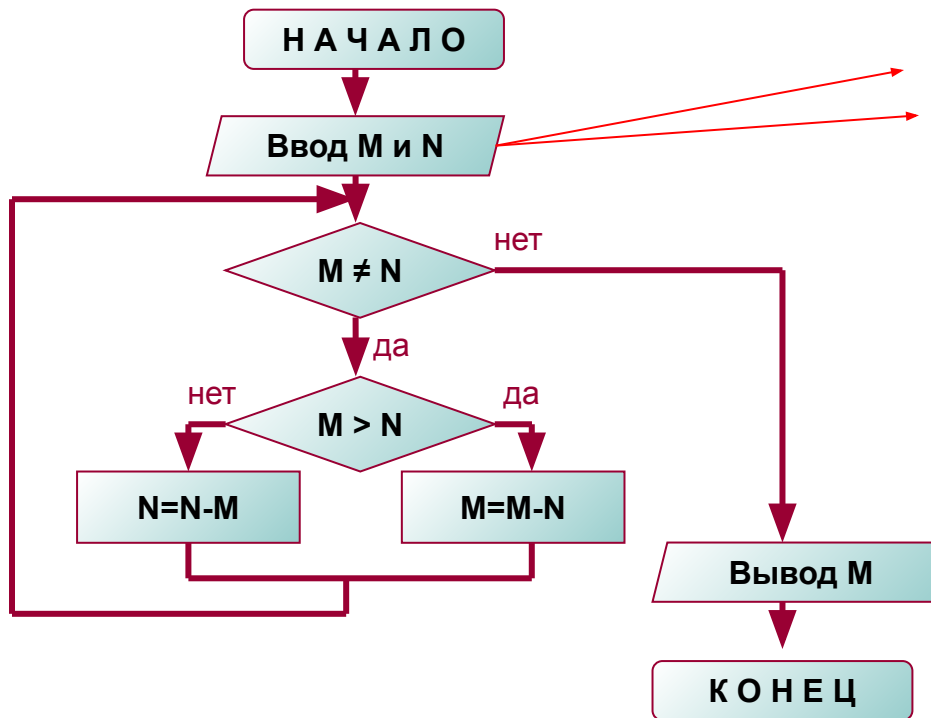 Н А Ч А Л О
Ввод M и N
M ≠ N
нет
да
M > N
нет
да
N=N-M
M=M-N
Вывод M
К О Н Е Ц